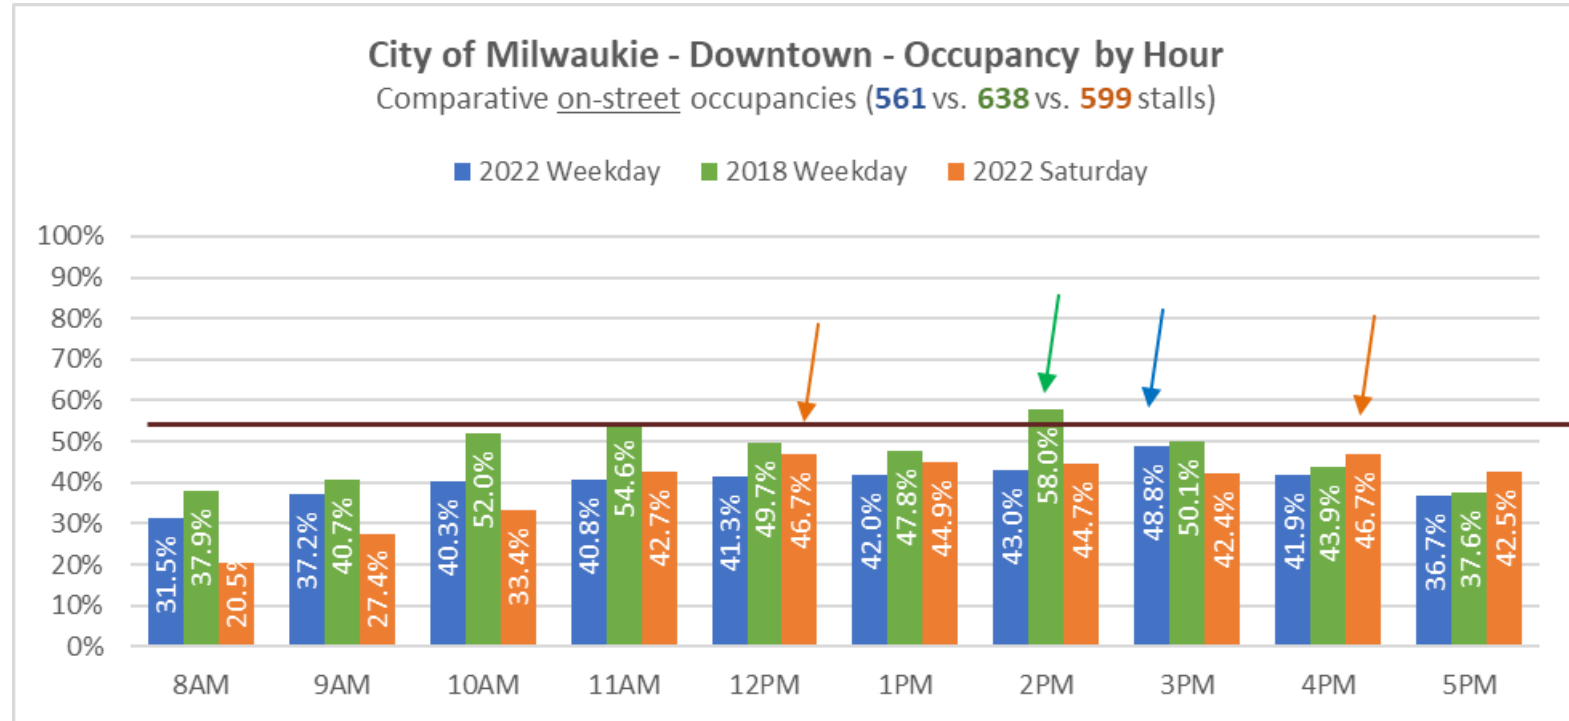 City of Milwaukie - Downtown - Occupancy by Hour
Comparative on-street occupancies (561 vs. 638 vs. 599 stalls)
2022 Weekday 2018 Weekday 2022 Saturday
100%
90%
80%
70%
60%
50%
40%
30%
20%
10%
0%
31.5% 37.9% 20.5%
37.2% 40.7% 27.4%
40.3% 52.0% 33.4%
40.8% 54.6% 42.7%
41.3% 49.7% 46.7%
42.0% 47.8% 44.9%
43.0% 58.0% 44.7%
48.8% 50.1% 42.4%
41.9% 43.9% 46.7%
36.7% 37.6% 42.5%
8AM 9AM 10AM 11AM 12PM 1PM 2PM 3PM 4PM 5PM